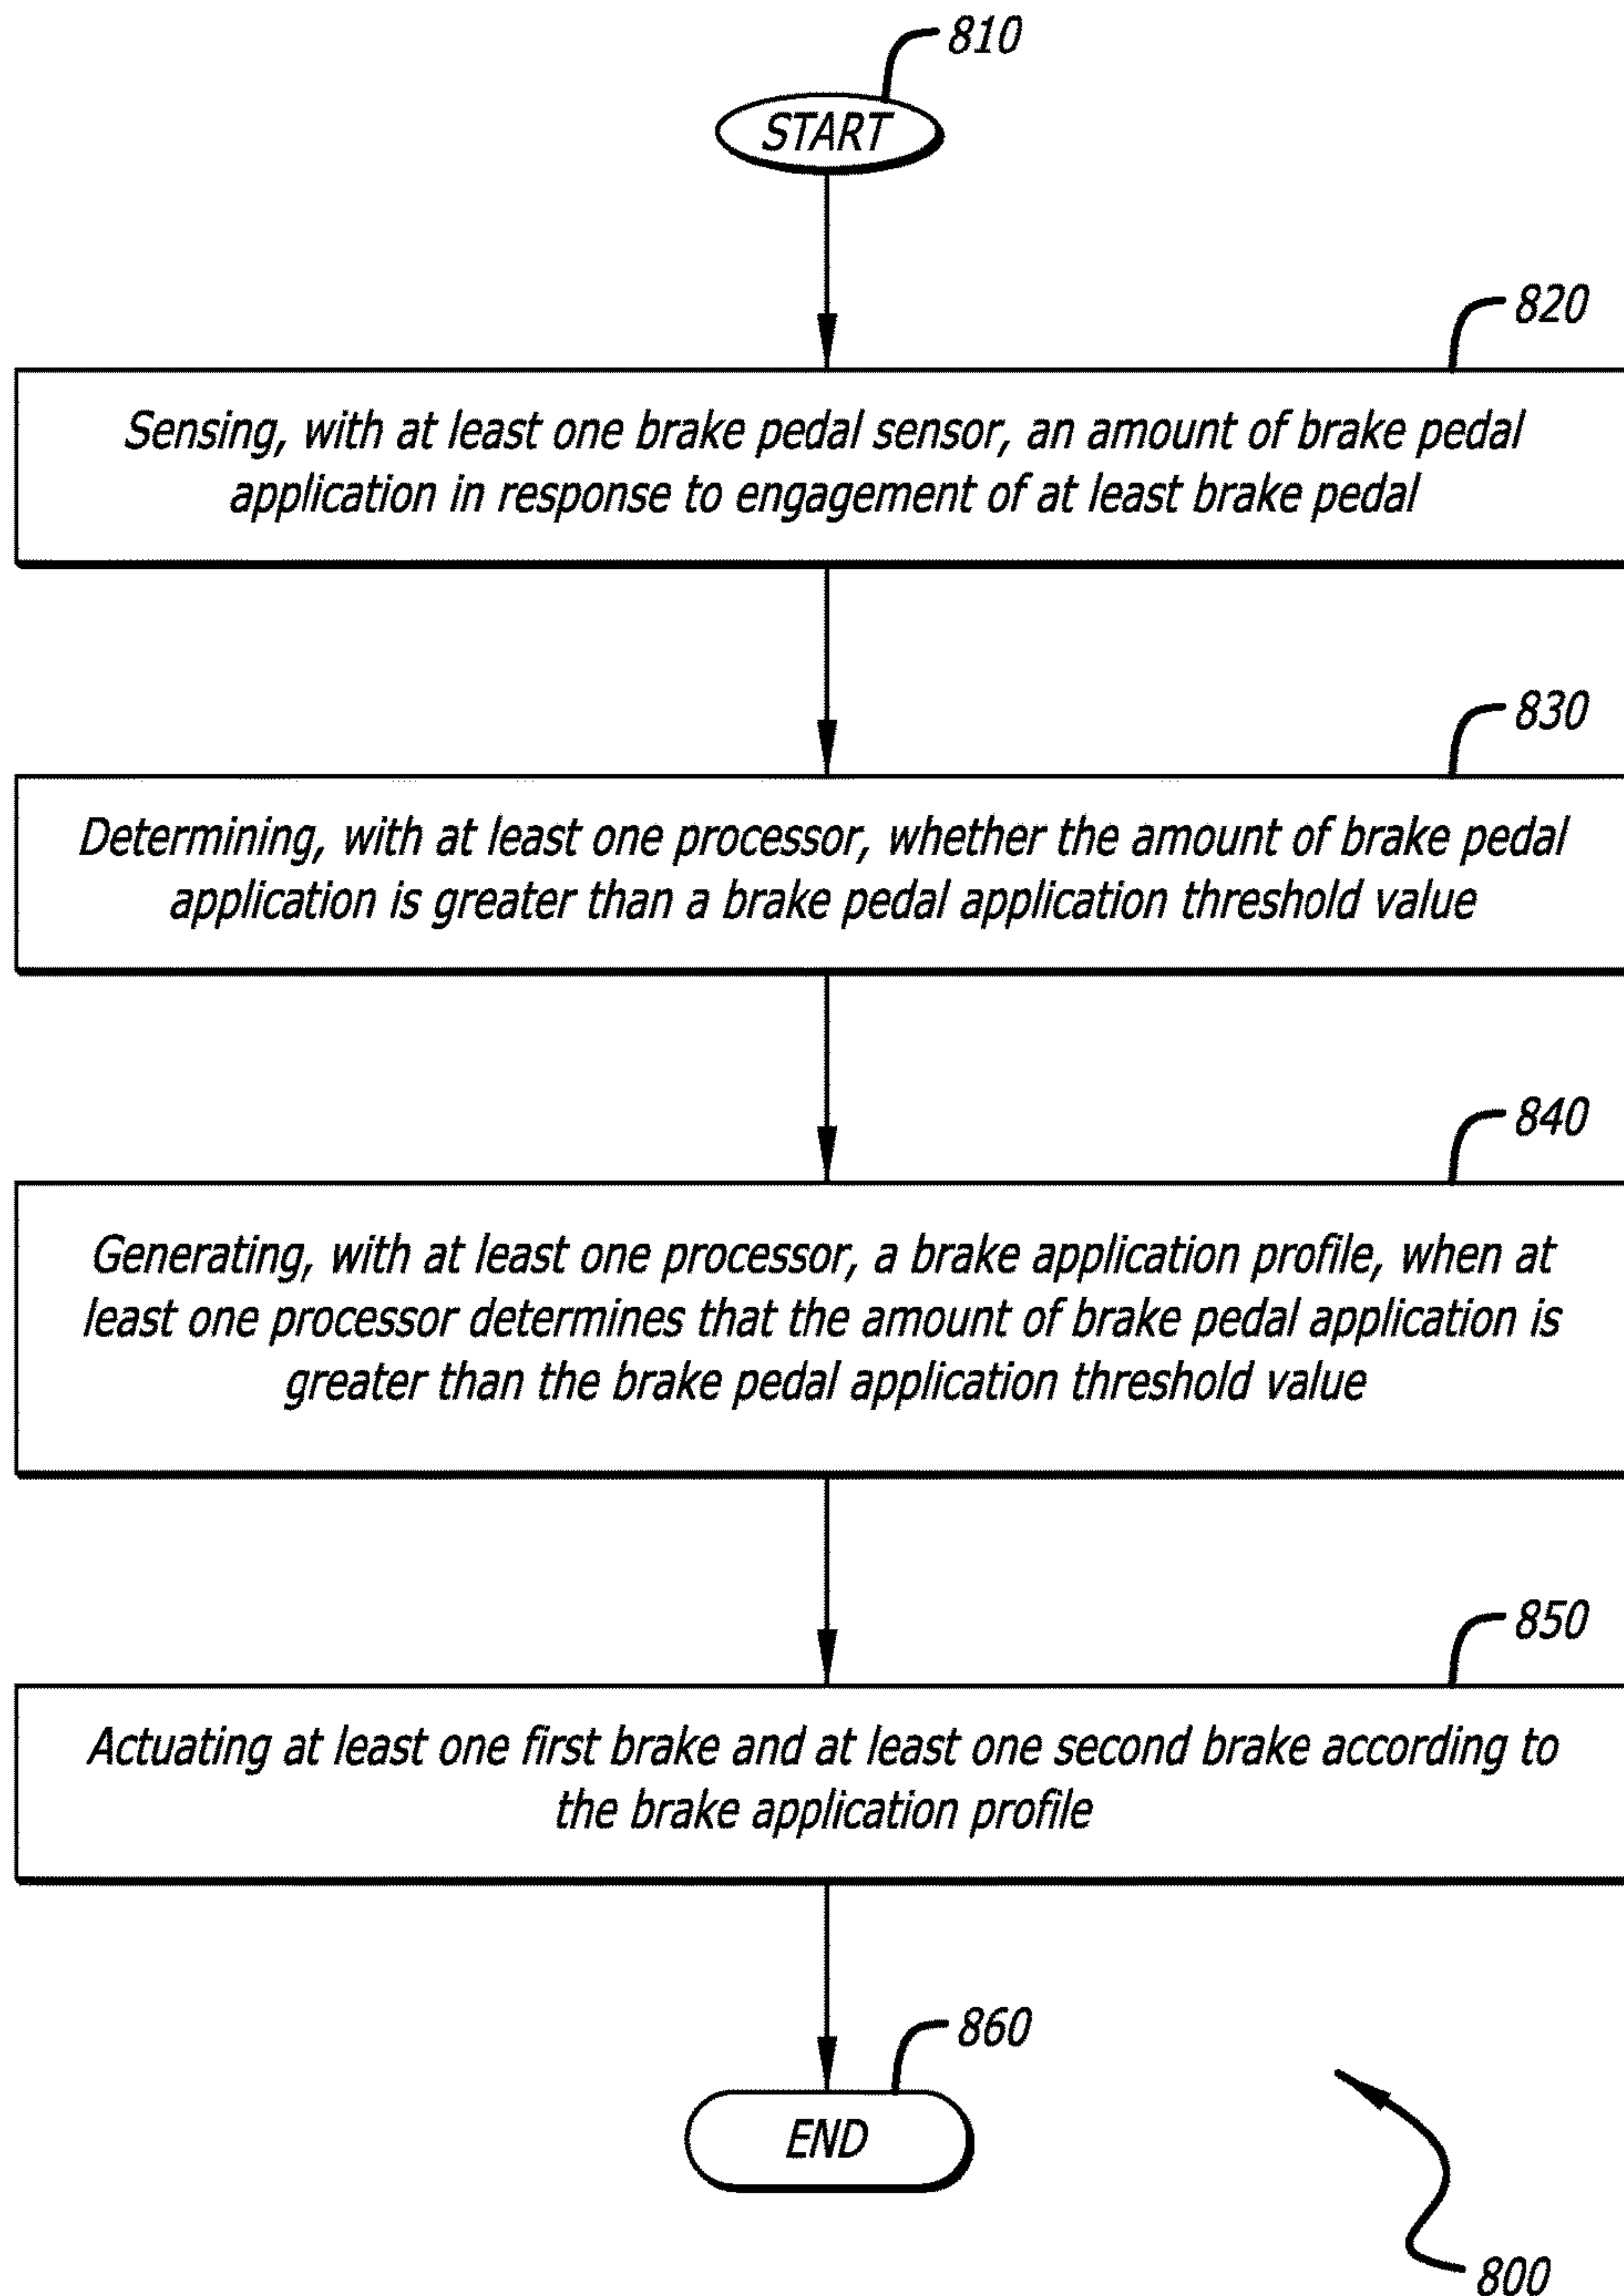 810
START
820
Sensing, with at least one brake pedal sensor, an amount of brake pedal
application in response to engagement of at least brake pedal
830
Determining, with at least one processor, whether the amount of brake pedal
application is greater than a brake pedal application threshold value
840
Generating, with at least one processor, a brake application profile, when at
least one processor determines that the amount of brake pedal application is
greater than the brake pedal application threshold value
850
Actuating at least one first brake and at least one second brake according to
the brake application profile
860
END
800